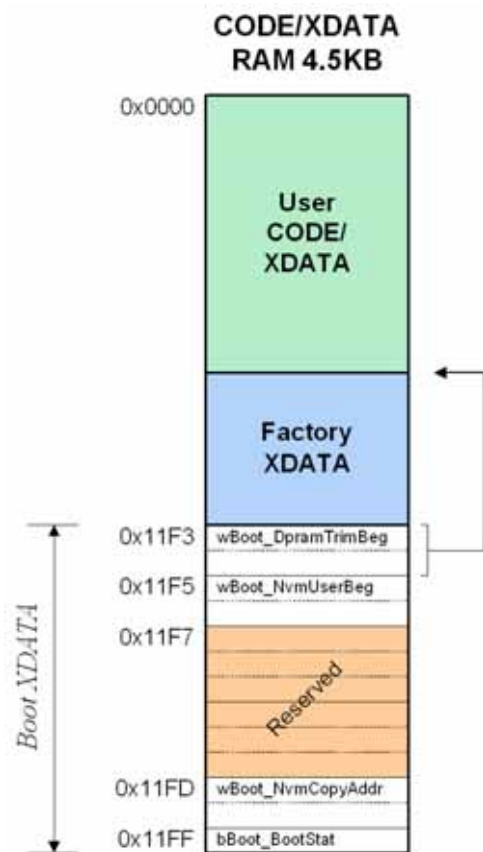 CODE/XDATA
RAM 4.5KB
0x0000
User
CODE/
XDATA
Factory
XDATA
0x11F3 wBoot_DpramTrimBeg
0x11F5 wBoot_NvmUserBeg
0x11F7
Reserved
Boot XDATA
0x11FD wBoot_NvmCopyAddr
0x11FF bBoot_BootStat